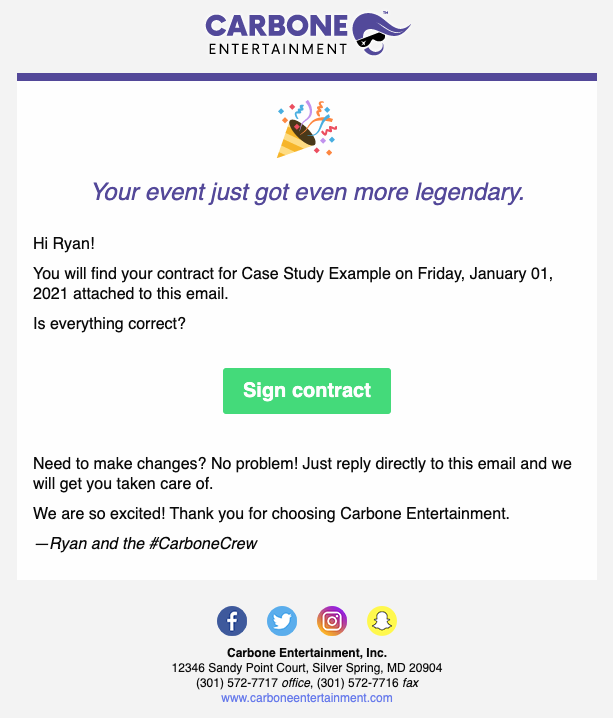 CARBONE™
ENTERTAINMENT
Your event just got even more legendary.
Hi Ryan!
You will find your contract for Case Study Example on Friday, January 01,
2021 attached to this email.
Is everything correct?
Sign contract
Need to make changes? No problem! Just reply directly to this email and we
will get you taken care of.
We are so excited! Thank you for choosing Carbone Entertainment.
—Ryan and the #CarboneCrew
Carbone Entertainment, Inc.
12346 Sandy Point Court, Silver Spring, MD 20904
(301) 572-7717 office, (301) 572-7716 fax
www.carboneentertainment.com